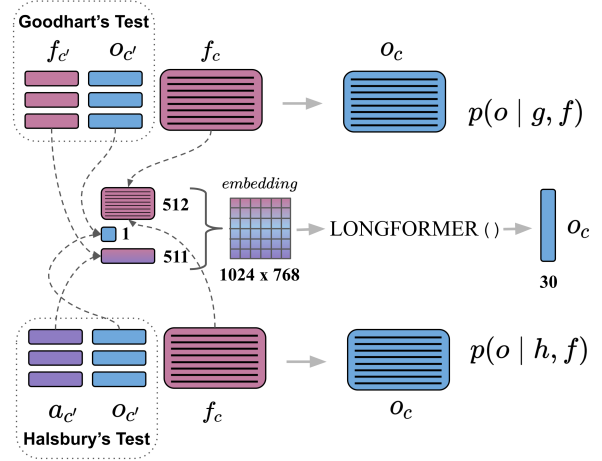 Goodhart's Test
f_{c'} o_{c'} f_c o_c
p(o | g, f)
embedding
512
1
511
1024 x 768
LONGFORMER()
o_c
30
p(o | h, f)
a_{c'} o_{c'} f_c o_c
Halsbury's Test